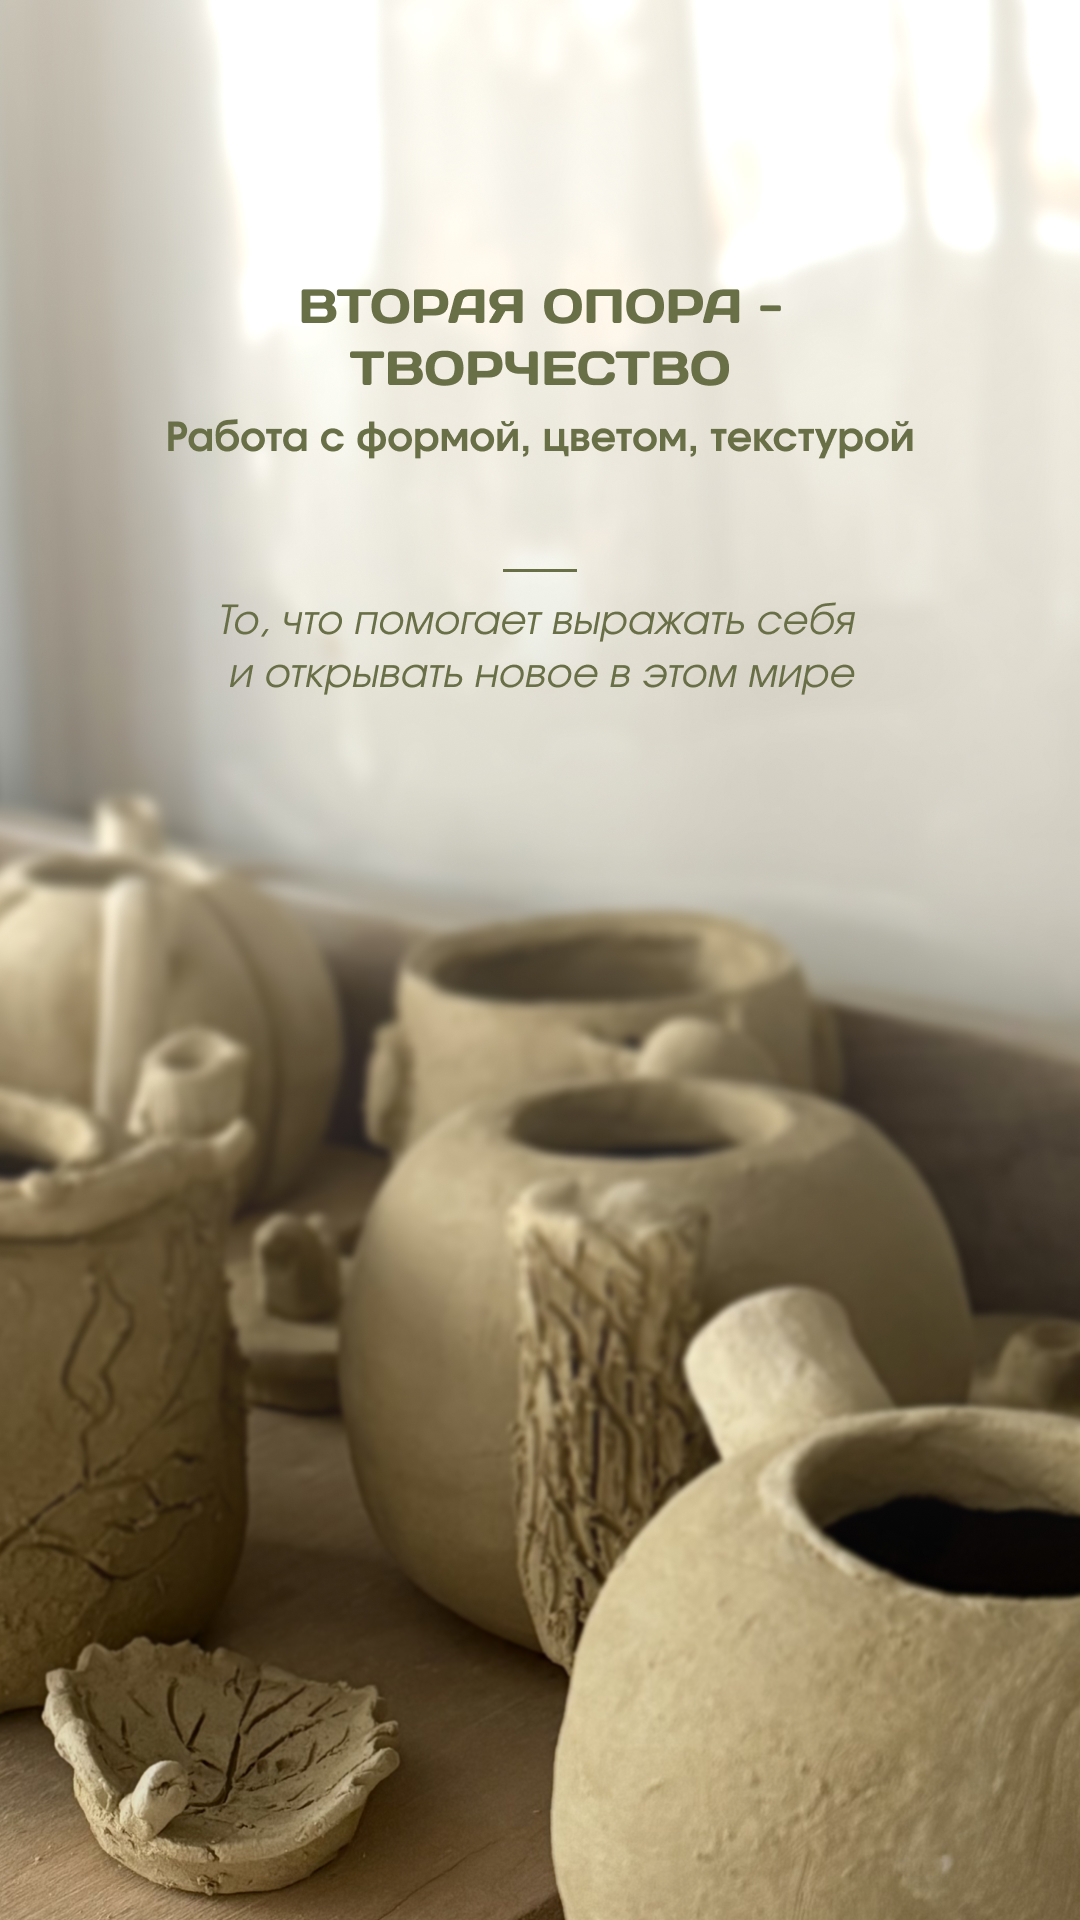 ВТОРАЯ ОПОРА -
ТВОРЧЕСТВО
Работа с формой, цветом, текстурой
То, что помогает выражать себя
и открывать новое в этом мире